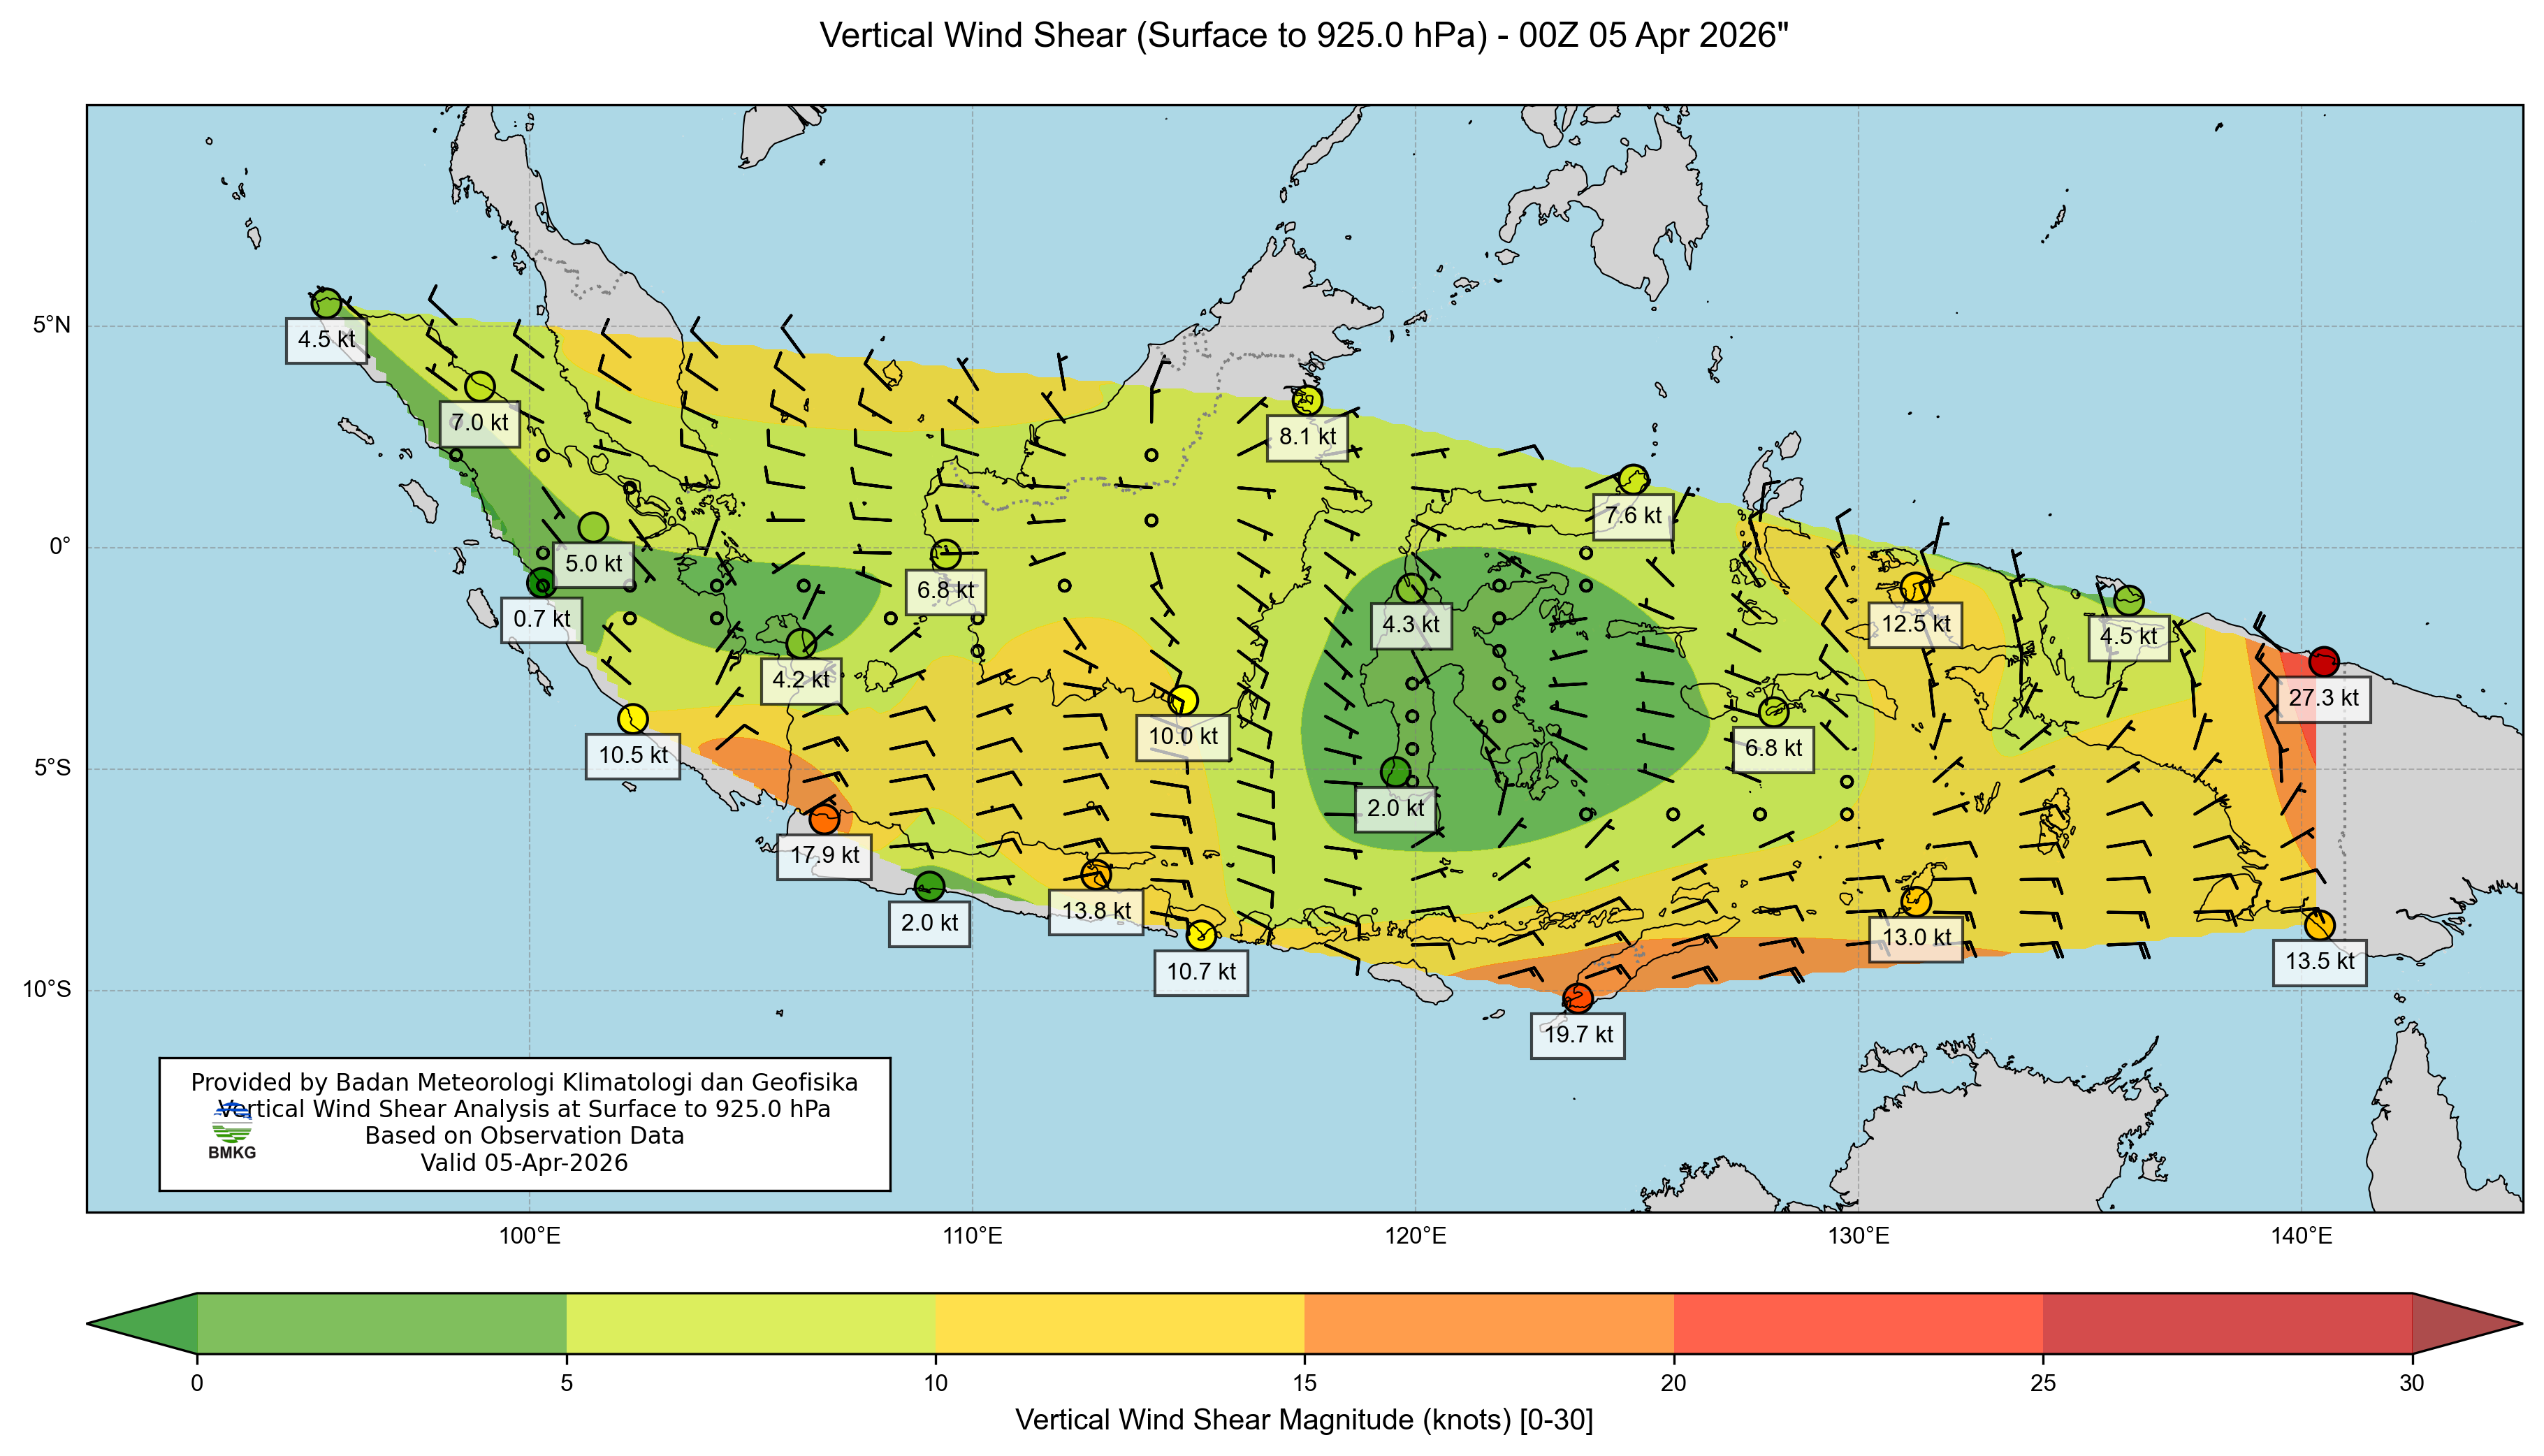 Vertical Wind Shear (Surface to 925.0 hPa) - 00Z 05 Apr 2026"
5°N
0°
5°S
10°S
4.5 kt
7.0 kt
8.1 kt
7.6 kt
5.0 kt
6.8 kt
0.7 kt
4.3 kt
12.5 kt
4.5 kt
4.2 kt
27.3 kt
10.5 kt
10.0 kt
6.8 kt
2.0 kt
17.9 kt
2.0 kt
13.8 kt
13.0 kt
10.7 kt
13.5 kt
19.7 kt
Provided by Badan Meteorologi Klimatologi dan Geofisika
Vertical Wind Shear Analysis at Surface to 925.0 hPa
Based on Observation Data
Valid 05-Apr-2026
BMKG
100°E 110°E 120°E 130°E 140°E
0 5 10 15 20 25 30
Vertical Wind Shear Magnitude (knots) [0-30]